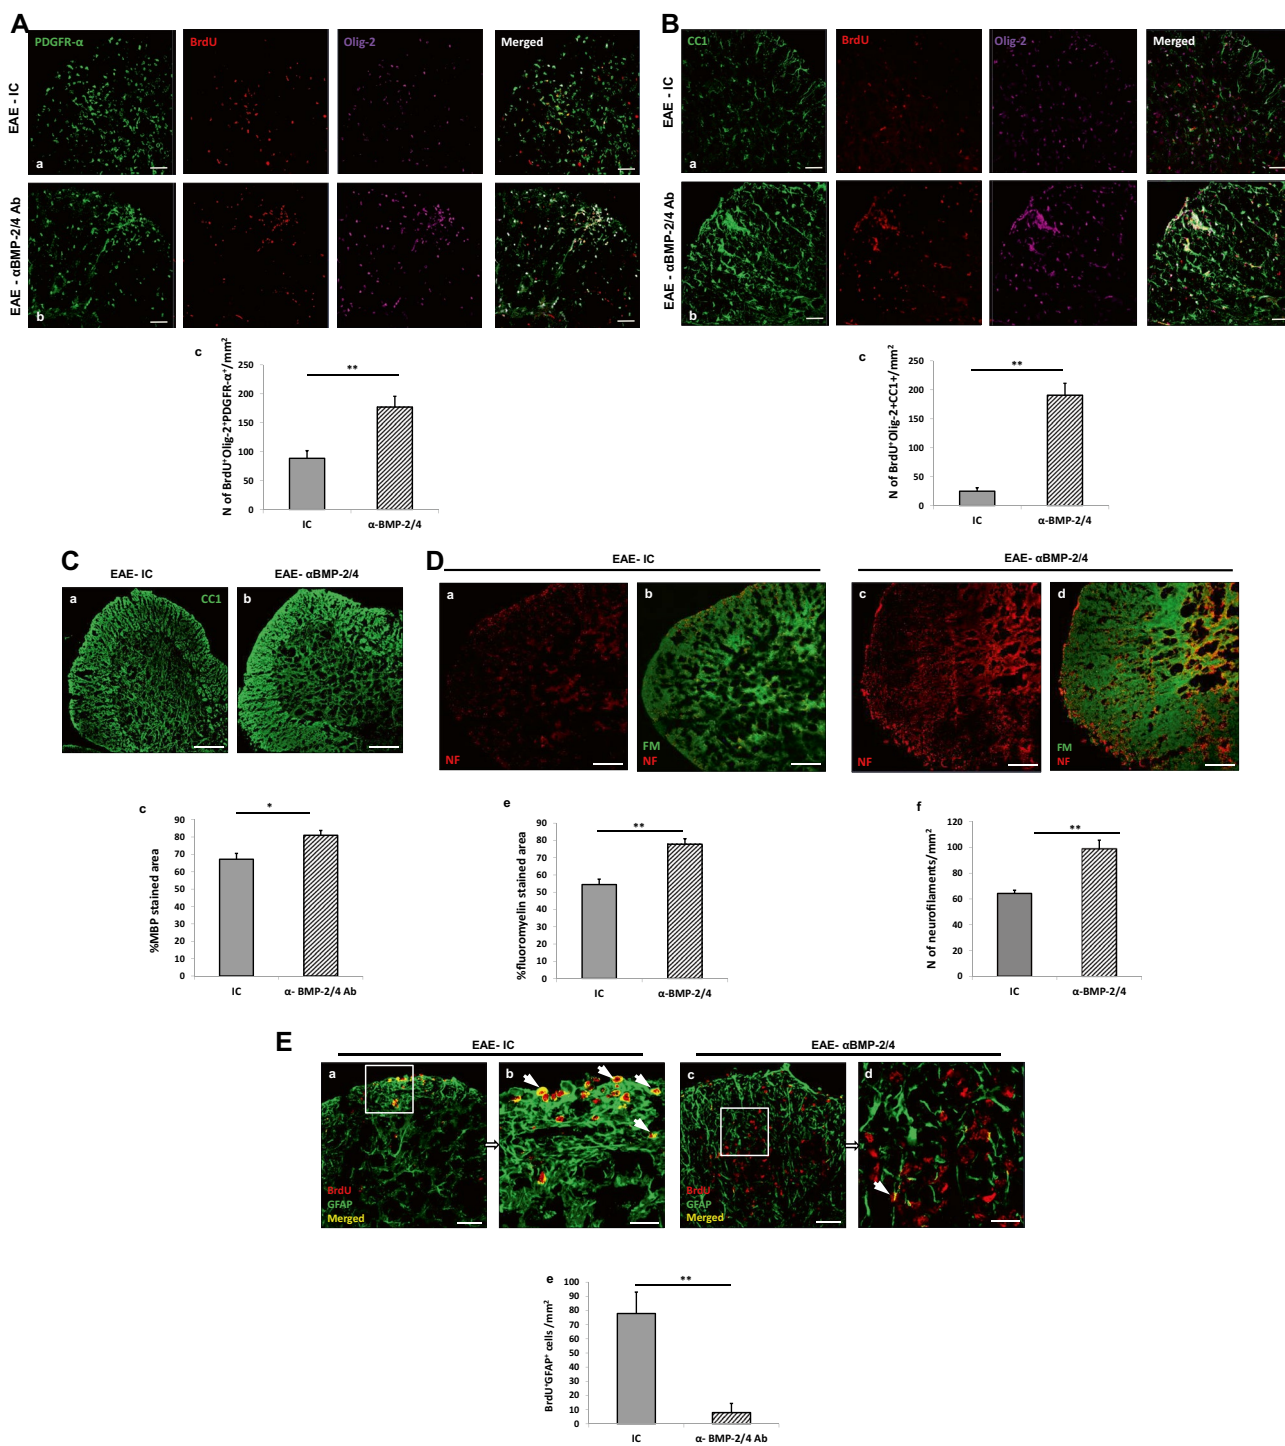 A
PDGFR-α
BrdU
Olig-2
Merged
EAE - IC
a
EAE - αBMP-2/4 Ab
b
c
N of BrdU⁺Olig-2⁺PDGFR-α⁺/mm²
250
200
150
100
50
0
**
IC
α-BMP-2/4
B
CC1
BrdU
Olig-2
Merged
EAE - IC
a
EAE - αBMP-2/4 Ab
b
c
N of BrdU⁺Olig-2+CC1+/mm²
250
200
150
100
50
0
**
IC
α-BMP-2/4
C
EAE- IC
EAE- αBMP-2/4
a
CC1
b
c
%MBP stained area
90
80
70
60
50
40
30
20
10
0
*
IC
α- BMP-2/4 Ab
D
EAE- IC
EAE- αBMP-2/4
a
NF
b
FM
NF
c
NF
d
FM
NF
e
%fluoromyelin stained area
90
80
70
60
50
40
30
20
10
0
**
IC
α-BMP-2/4
f
N of neurofilaments/mm²
120
100
80
60
40
20
0
**
IC
α-BMP-2/4
E
EAE- IC
EAE- αBMP-2/4
a
BrdU
GFAP
Merged
b
c
BrdU
GFAP
Merged
d
e
BrdU⁺GFAP⁺ cells /mm²
100
90
80
70
60
50
40
30
20
10
0
**
IC
α- BMP-2/4 Ab